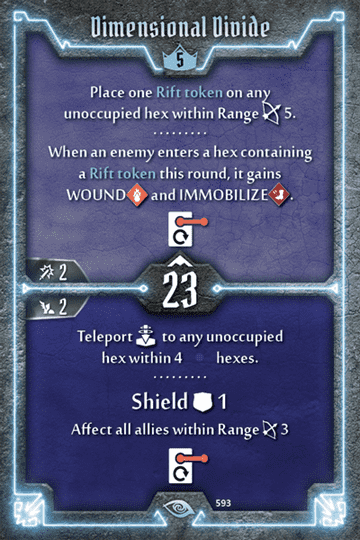 Dimensional Divide
5
Place one Rift token on any
unoccupied hex within Range 5.
When an enemy enters a hex containing
a Rift token this round, it gains
WOUND and IMMOBILIZE .
2
23
2
Teleport to any unoccupied
hex within 4 hexes.
Shield 1
Affect all allies within Range 3
593